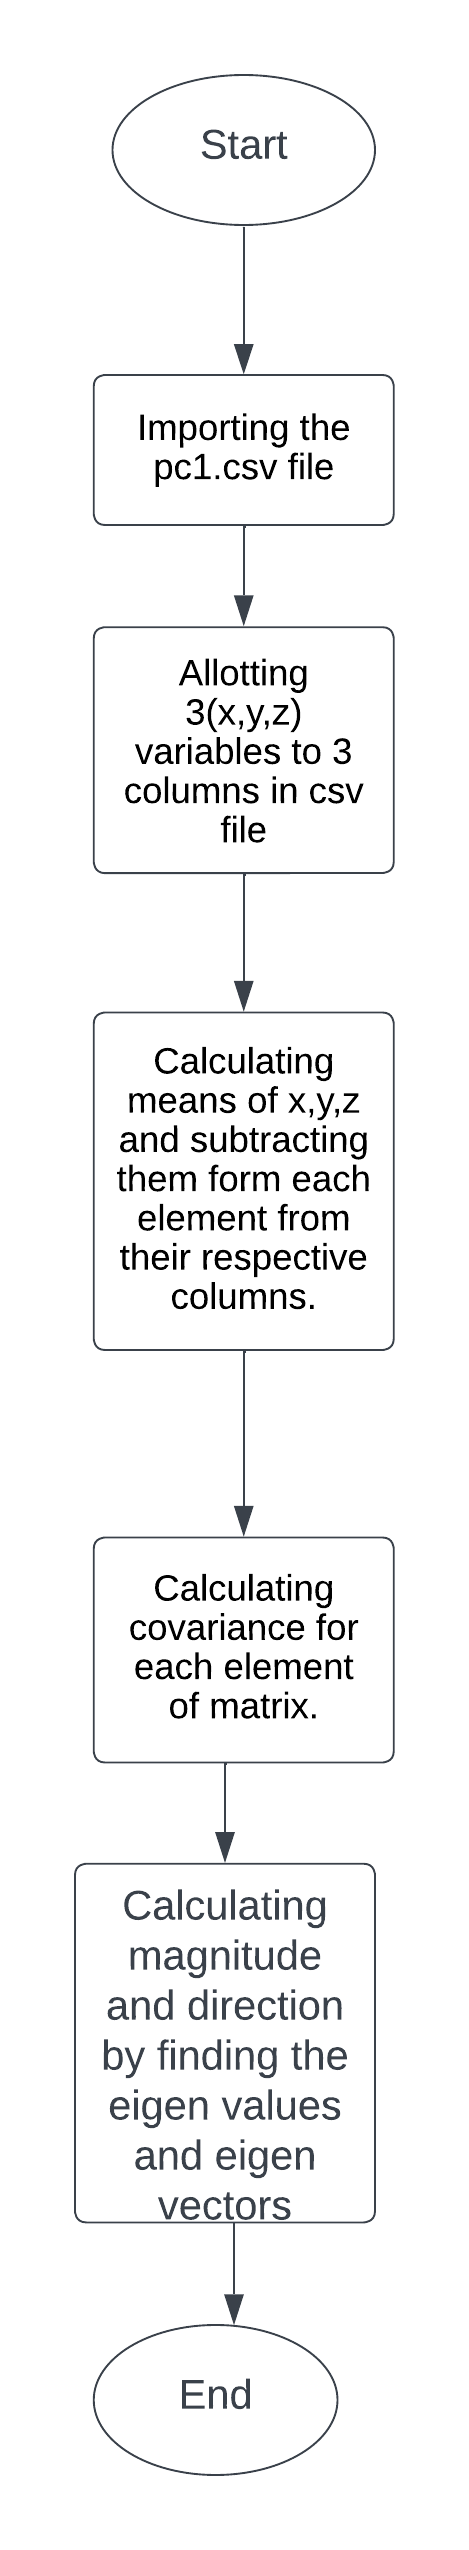 Start
Importing the
pc1.csv file
Allotting
3(x,y,z)
variables to 3
columns in csv
file
Calculating
means of x,y,z
and subtracting
them form each
element from
their respective
columns.
Calculating
covariance for
each element
of matrix.
Calculating
magnitude
and direction
by finding the
eigen values
and eigen
vectors
End